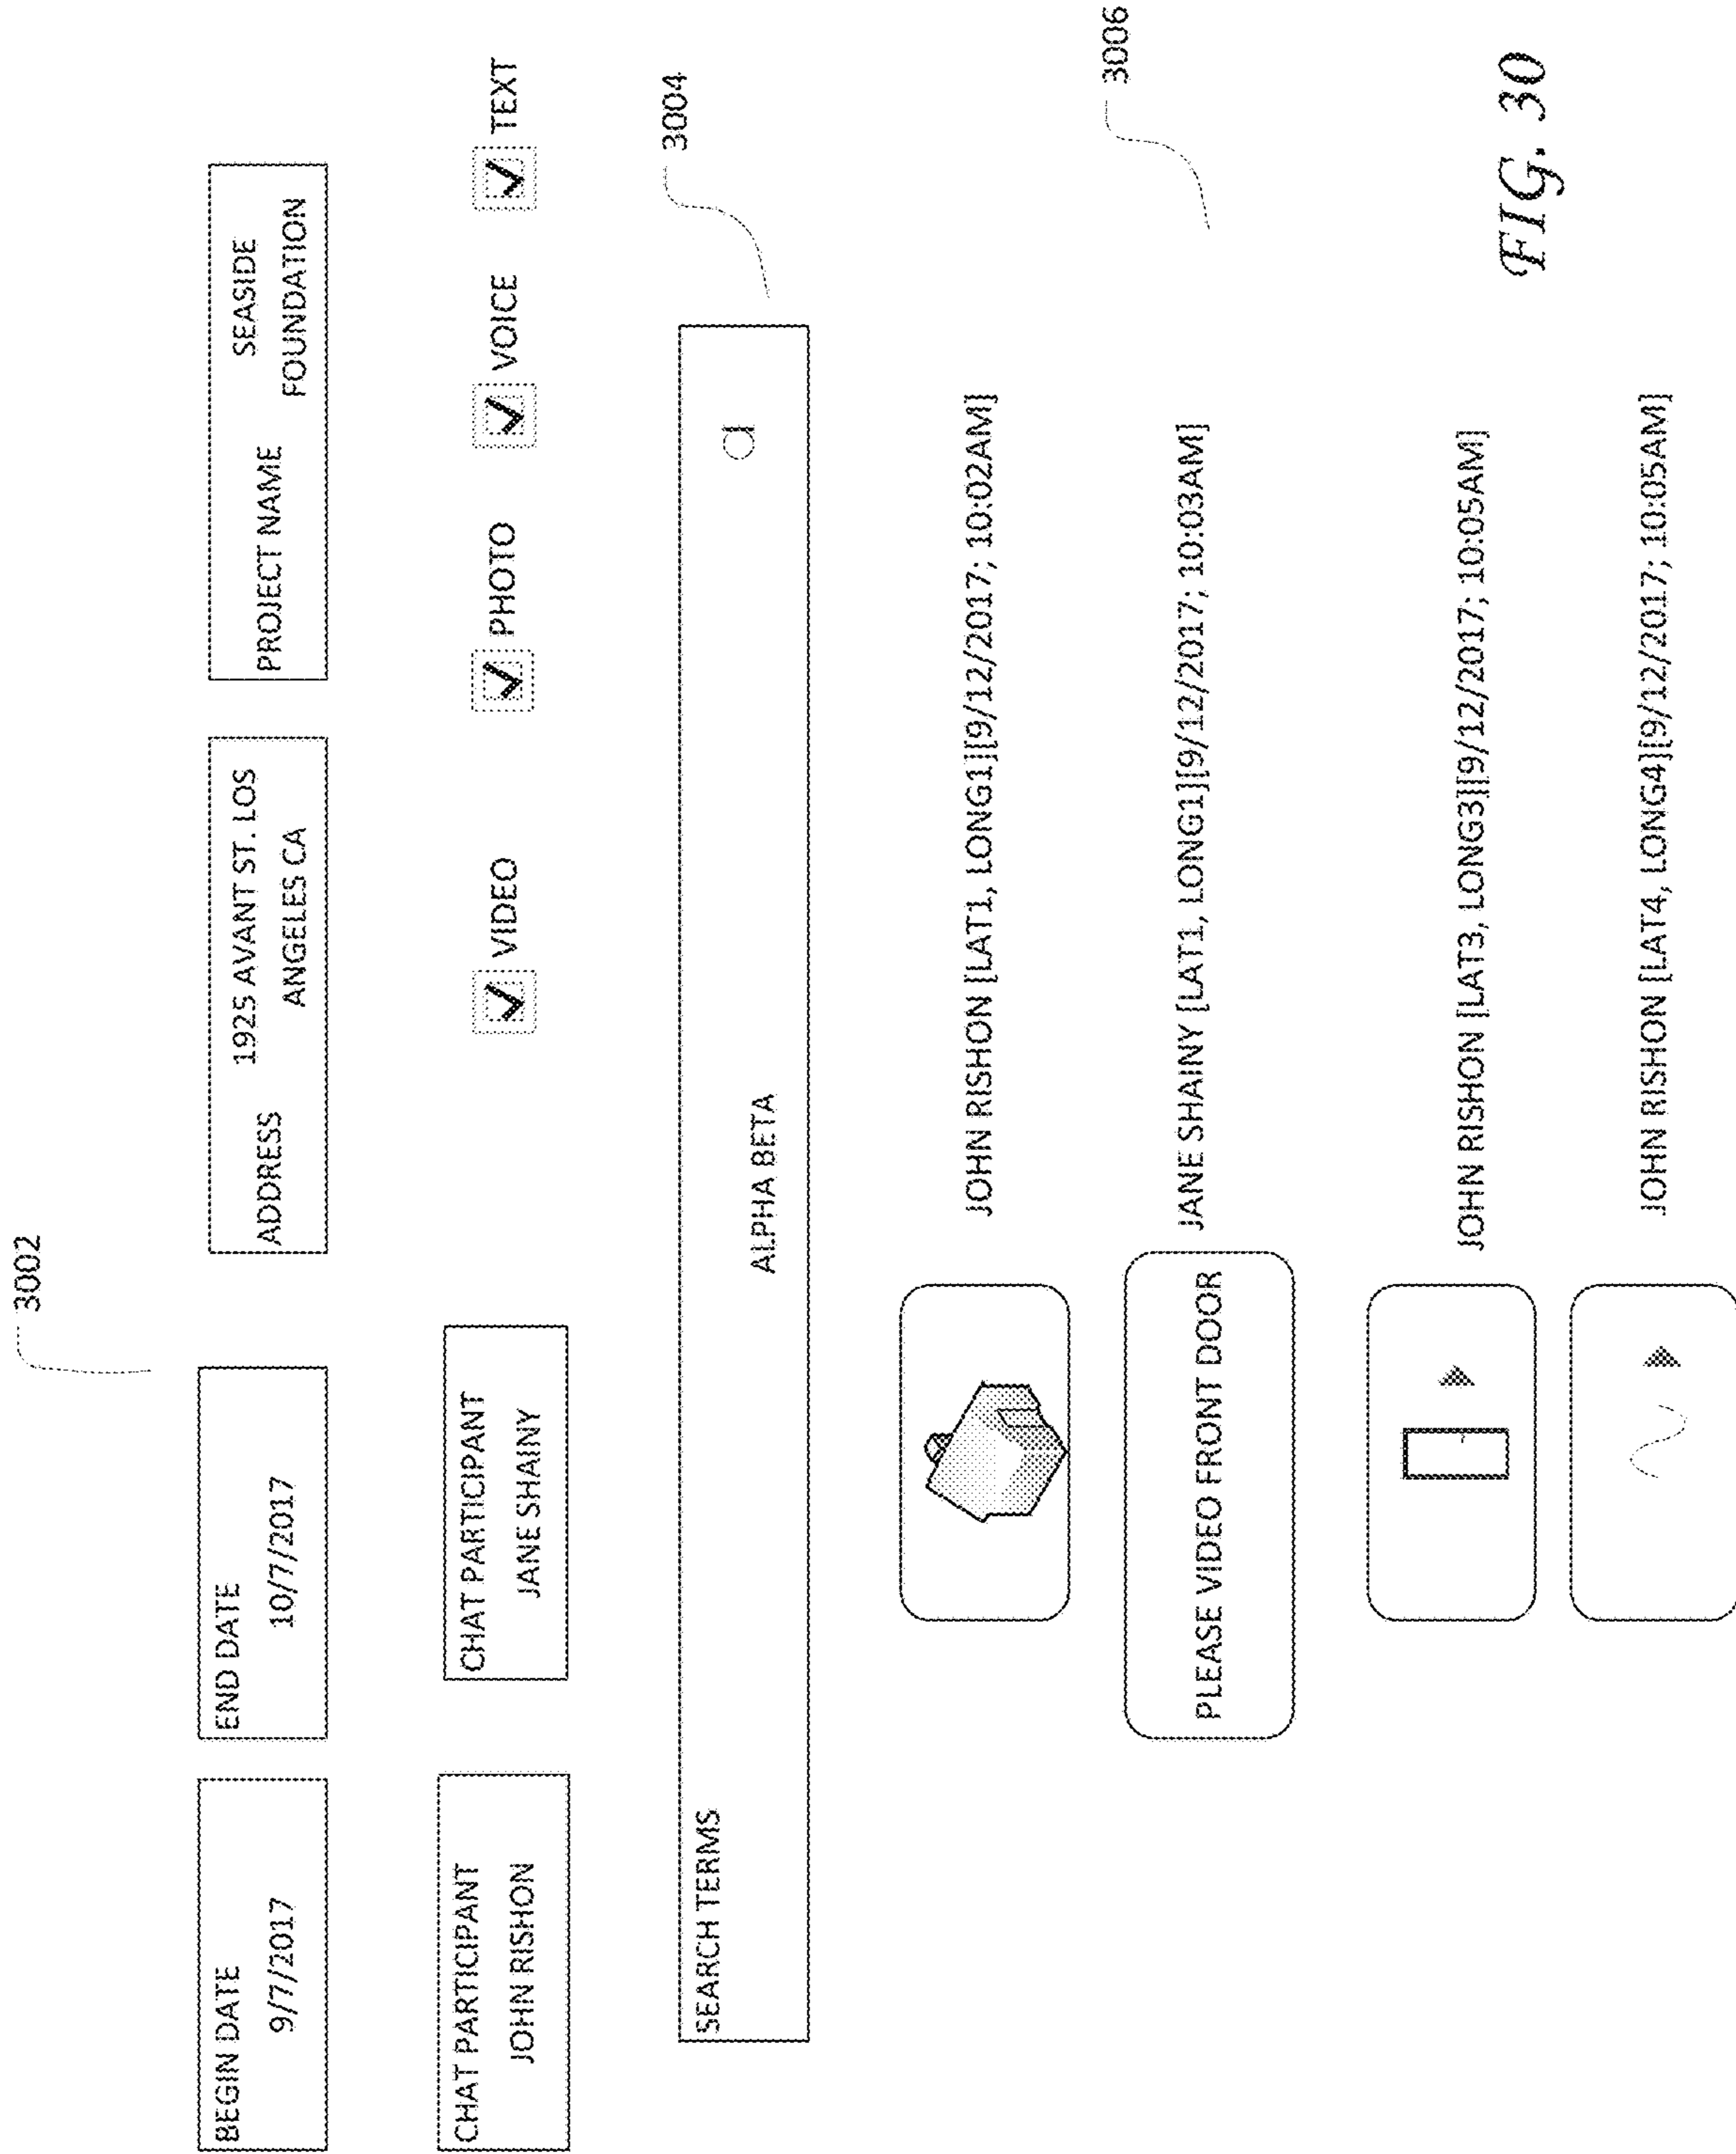 3002
BEGIN DATE
9/7/2017
END DATE
10/7/2017
ADDRESS 1925 AVANT ST. LOS
ANGELES CA
PROJECT NAME SEASIDE
FOUNDATION
CHAT PARTICIPANT
JOHN RISHON
CHAT PARTICIPANT
JANE SHAINY
VIDEO PHOTO VOICE TEXT
3004
SEARCH TERMS
ALPHA BETA
JOHN RISHON [LAT1, LONG1][9/12/2017; 10:02AM]
3006
PLEASE VIDEO FRONT DOOR JANE SHAINY [LAT1, LONG1][9/12/2017; 10:03AM]
JOHN RISHON [LAT3, LONG3][9/12/2017; 10:05AM]
JOHN RISHON [LAT4, LONG4][9/12/2017; 10:05AM]
FIG. 30